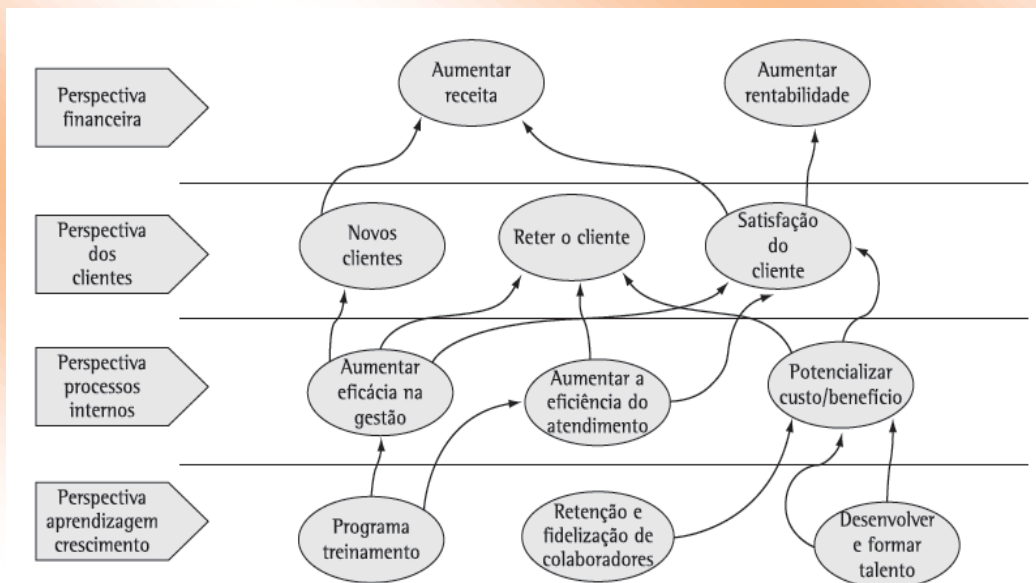 Perspectiva
financeira
Aumentar
receita
Aumentar
rentabilidade
Perspectiva
dos
clientes
Novos
clientes
Reter o cliente
Satisfação
do
cliente
Perspectiva
processos
internos
Aumentar
eficácia na
gestão
Aumentar a
eficiência do
atendimento
Potencializar
custo/benefício
Perspectiva
aprendizagem
crescimento
Programa
treinamento
Retenção e
fidelização de
colaboradores
Desenvolver
e formar
talento